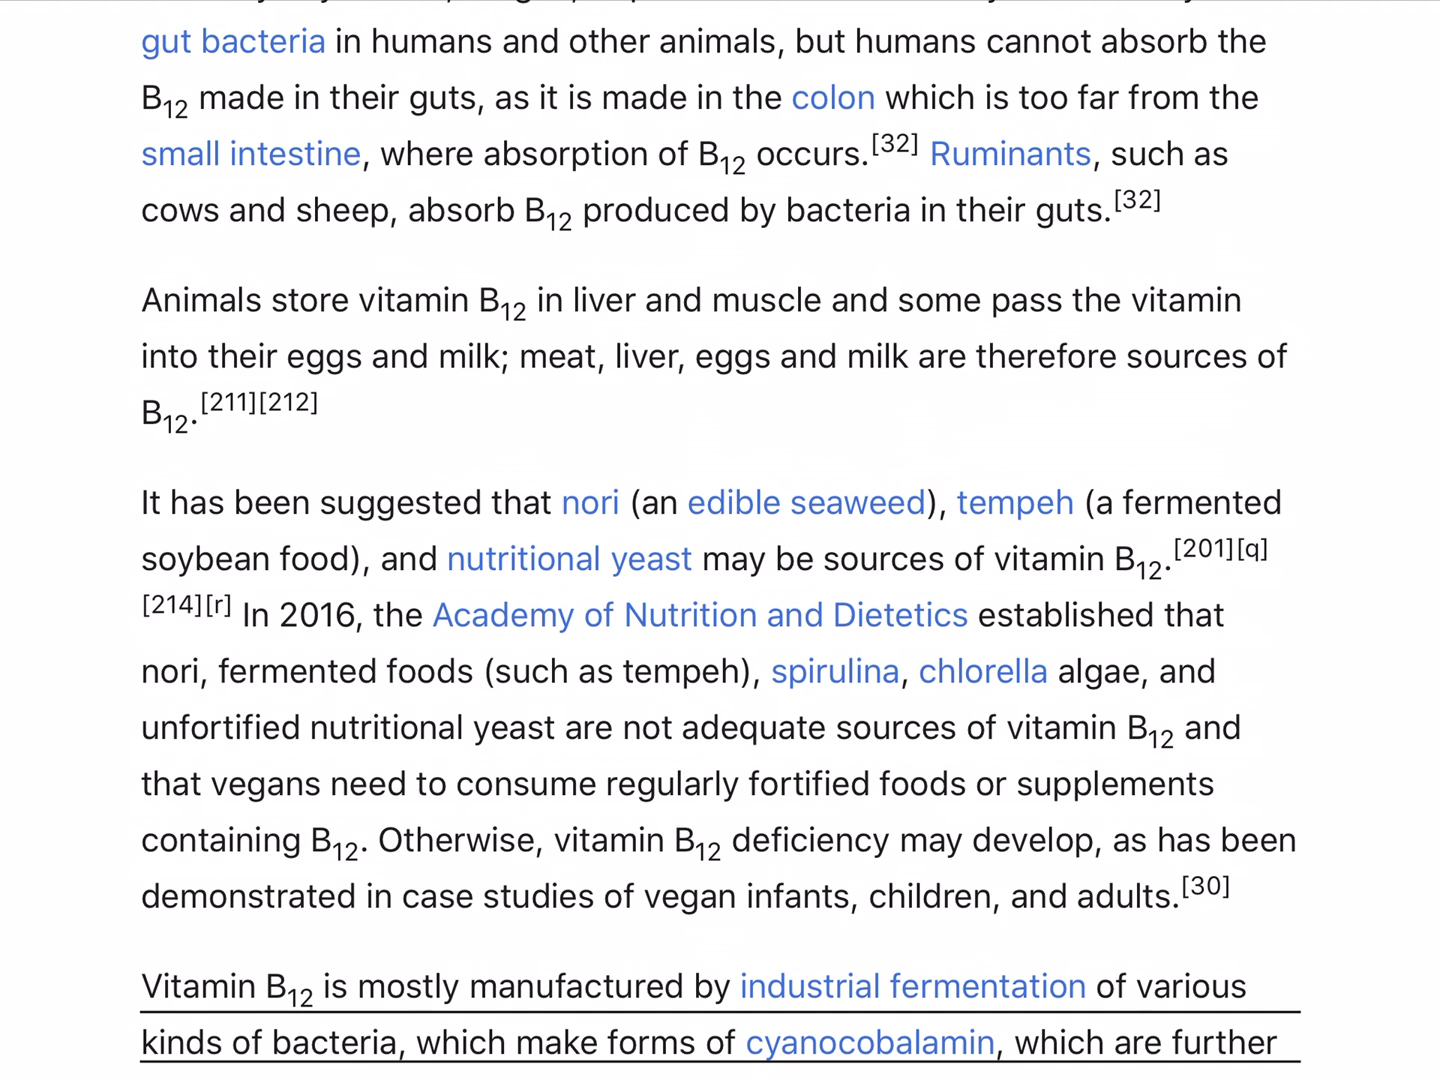 gut bacteria in humans and other animals, but humans cannot absorb the
B12 made in their guts, as it is made in the colon which is too far from the
small intestine, where absorption of B12 occurs.[32] Ruminants, such as
cows and sheep, absorb B12 produced by bacteria in their guts.[32]
Animals store vitamin B12 in liver and muscle and some pass the vitamin
into their eggs and milk; meat, liver, eggs and milk are therefore sources of
B12.[211][212]
It has been suggested that nori (an edible seaweed), tempeh (a fermented
soybean food), and nutritional yeast may be sources of vitamin B12.[201][q]
[214][r] In 2016, the Academy of Nutrition and Dietetics established that
nori, fermented foods (such as tempeh), spirulina, chlorella algae, and
unfortified nutritional yeast are not adequate sources of vitamin B12 and
that vegans need to consume regularly fortified foods or supplements
containing B12. Otherwise, vitamin B12 deficiency may develop, as has been
demonstrated in case studies of vegan infants, children, and adults.[30]
Vitamin B12 is mostly manufactured by industrial fermentation of various
kinds of bacteria, which make forms of cyanocobalamin, which are further